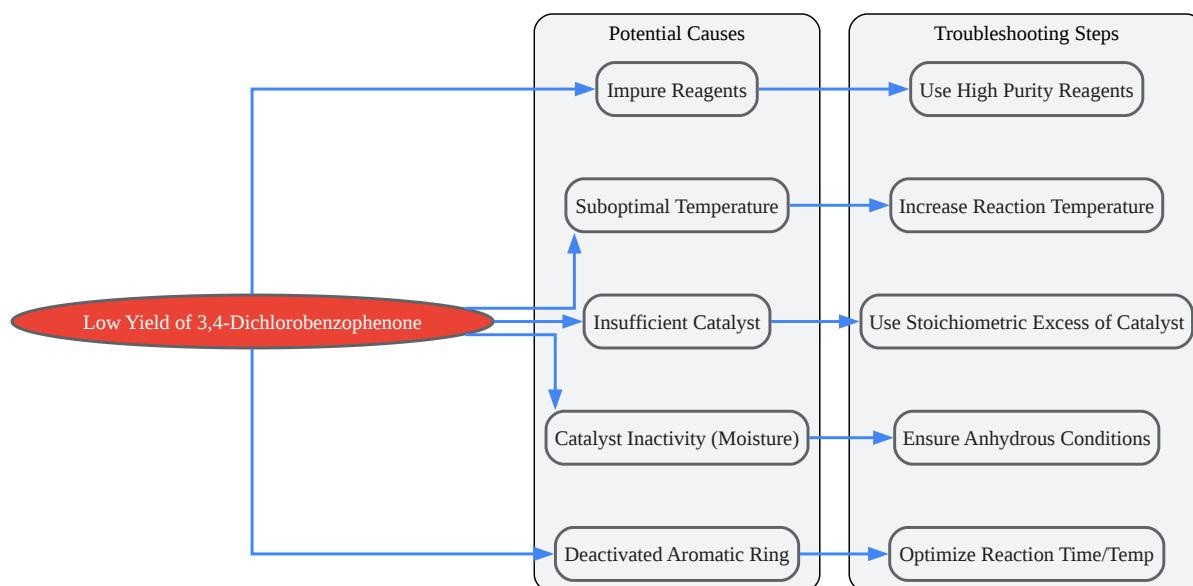 Potential Causes
Troubleshooting Steps
Impure Reagents
Use High Purity Reagents
Suboptimal Temperature
Increase Reaction Temperature
Low Yield of 3,4-Dichlorobenzophenone
Insufficient Catalyst
Use Stoichiometric Excess of Catalyst
Catalyst Inactivity (Moisture)
Ensure Anhydrous Conditions
Deactivated Aromatic Ring
Optimize Reaction Time/Temp